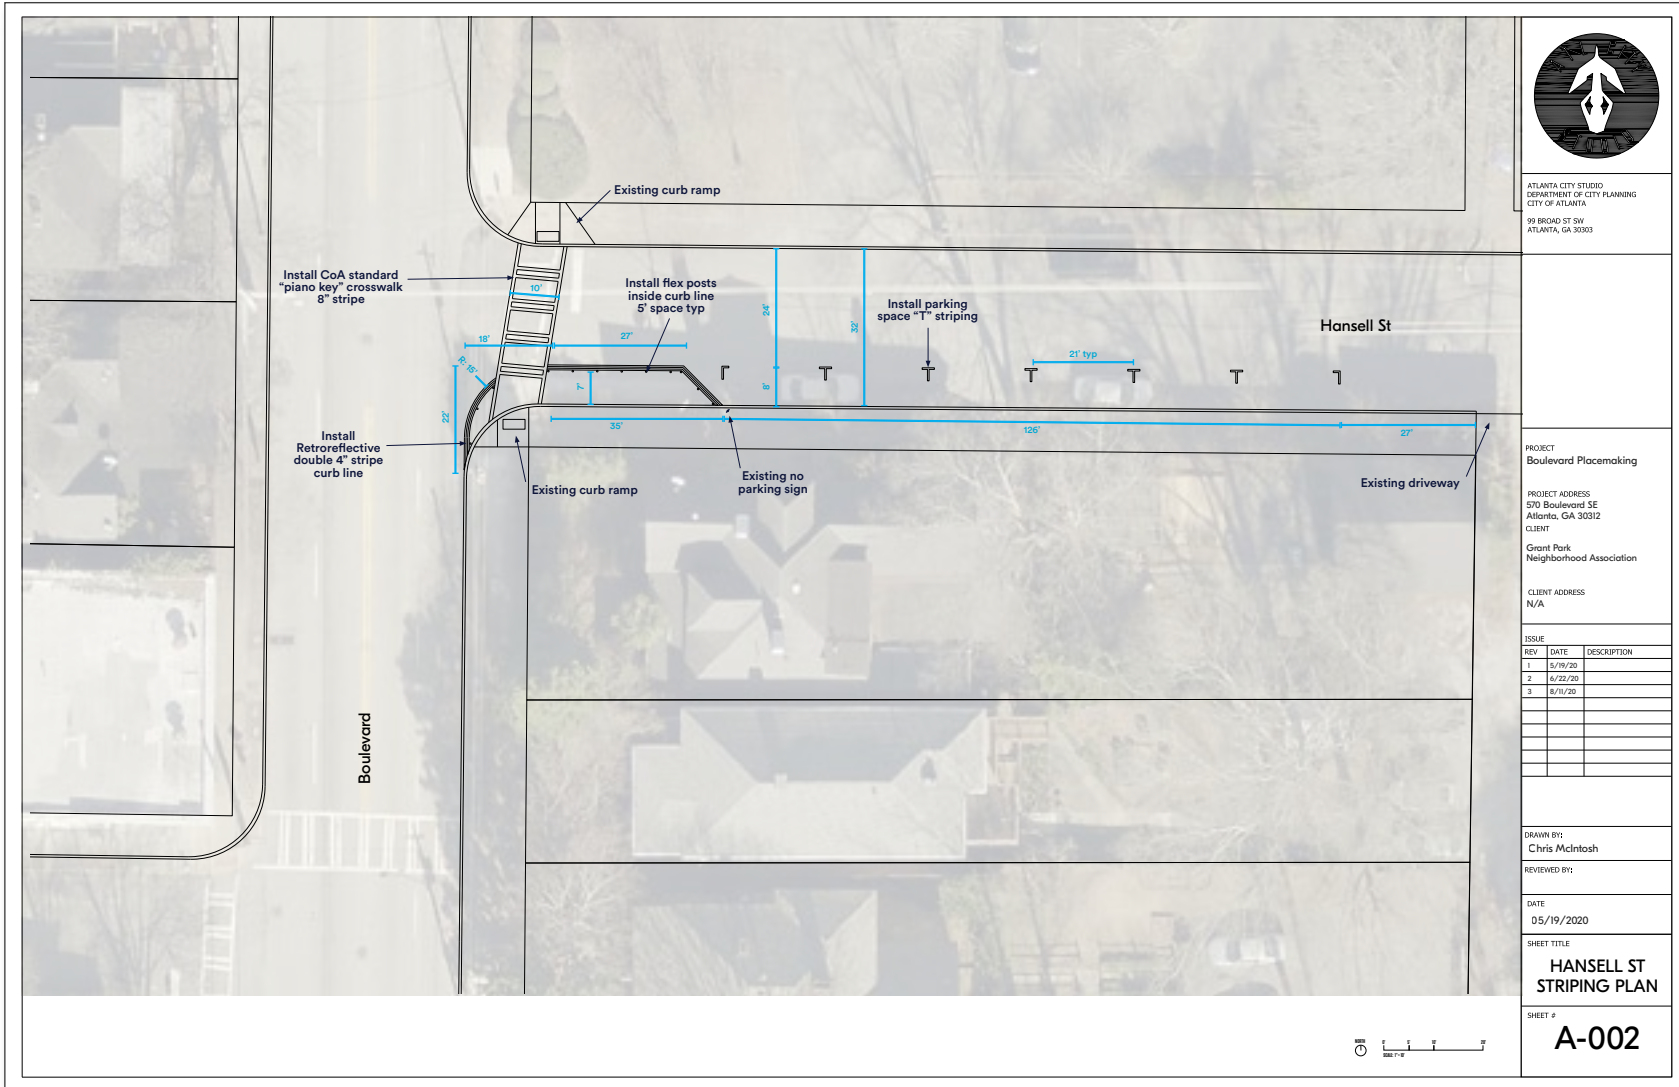 Existing curb ramp
Install CoA standard
"piano key" crosswalk
8" stripe
10'
Install flex posts
inside curb line
5' space typ
24'
32'
Install parking
space "T" striping
Hansell St
18'
27'
R: 15'
21' typ
22'
7'
8'
35'
126'
27'
Install
Retroreflective
double 4" stripe
curb line
Existing curb ramp
Existing no
parking sign
Existing driveway
Boulevard
NORTH
0'
5'
10'
20'
ATLANTA CITY STUDIO
DEPARTMENT OF CITY PLANNING
CITY OF ATLANTA
99 BROAD ST SW
ATLANTA, GA 30303
PROJECT
Boulevard Placemaking
PROJECT ADDRESS
570 Boulevard SE
Atlanta, GA 30312
CLIENT
Grant Park
Neighborhood Association
CLIENT ADDRESS
N/A
ISSUE
REV DATE DESCRIPTION
1 5/19/20
2 6/22/20
3 8/11/20
DRAWN BY:
Chris McIntosh
REVIEWED BY:
DATE
05/19/2020
SHEET TITLE
HANSELL ST
STRIPING PLAN
SHEET #
A-002